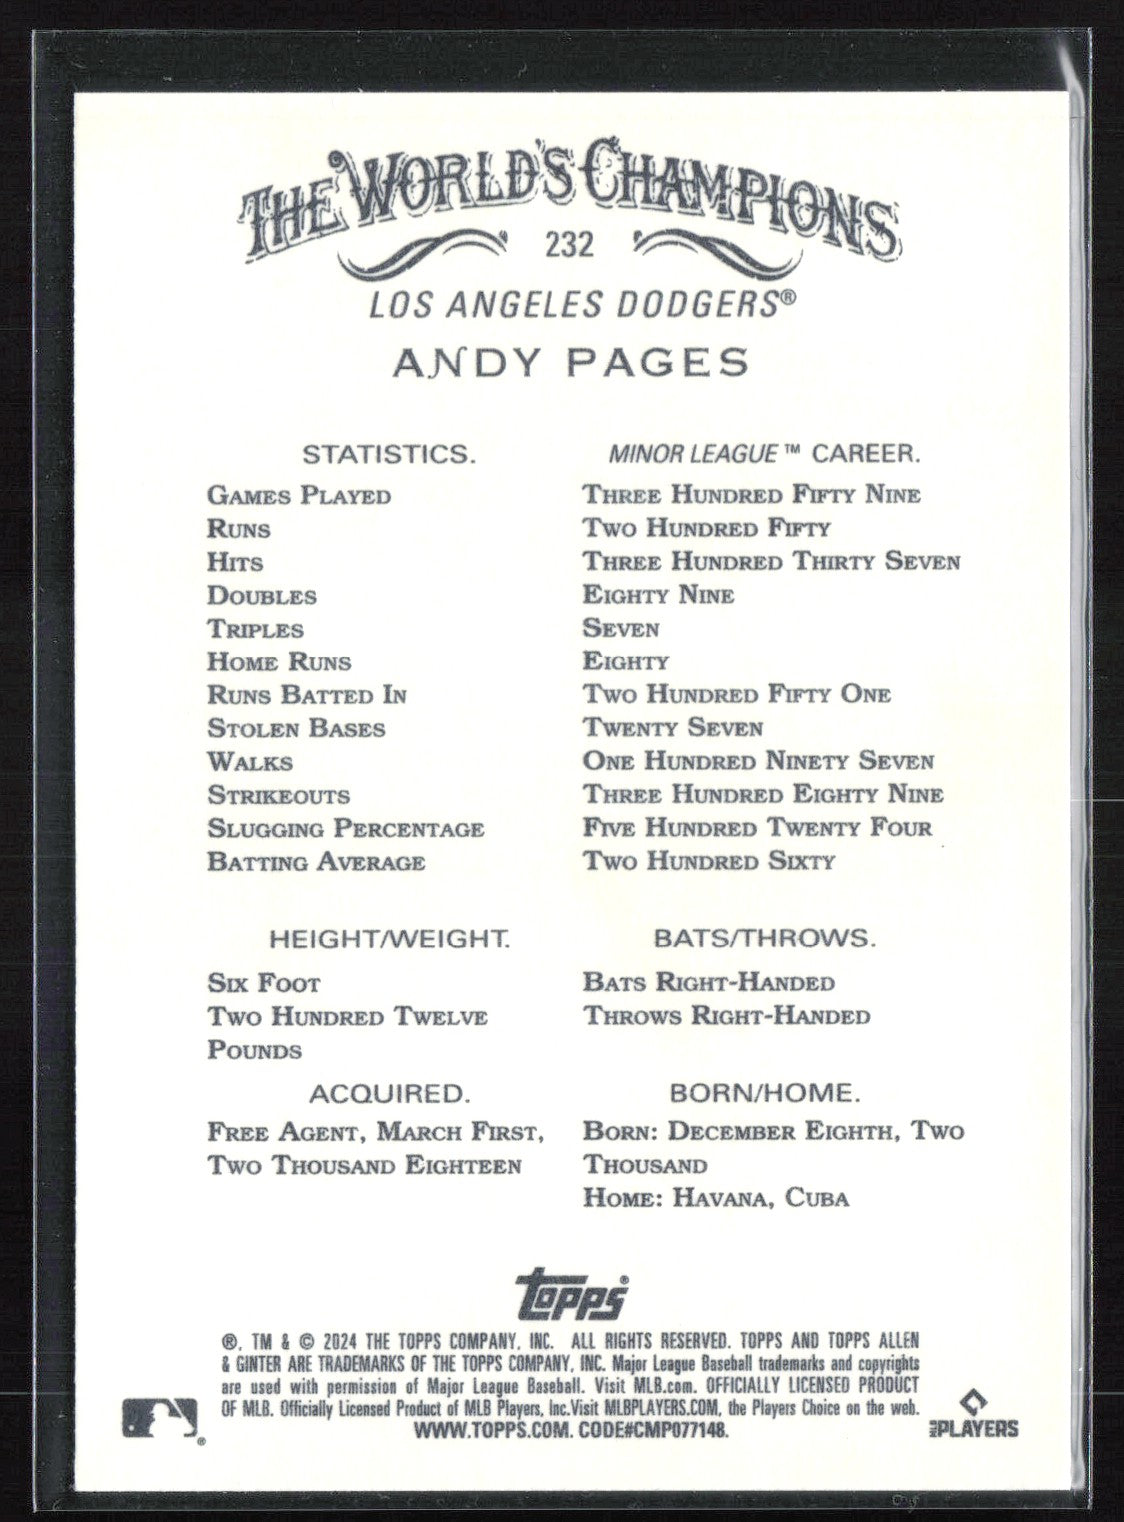 THE WORLD'S CHAMPIONS
232
LOS ANGELES DODGERS®
ANDY PAGES
STATISTICS. MINOR LEAGUE™ CAREER.
GAMES PLAYED THREE HUNDRED FIFTY NINE
RUNS TWO HUNDRED FIFTY
HITS THREE HUNDRED THIRTY SEVEN
DOUBLES EIGHTY NINE
TRIPLES SEVEN
HOME RUNS EIGHTY
RUNS BATTED IN TWO HUNDRED FIFTY ONE
STOLEN BASES TWENTY SEVEN
WALKS ONE HUNDRED NINETY SEVEN
STRIKEOUTS THREE HUNDRED EIGHTY NINE
SLUGGING PERCENTAGE FIVE HUNDRED TWENTY FOUR
BATTING AVERAGE TWO HUNDRED SIXTY
HEIGHT/WEIGHT. BATS/THROWS.
SIX FOOT BATS RIGHT-HANDED
TWO HUNDRED TWELVE THROWS RIGHT-HANDED
POUNDS
ACQUIRED. BORN/HOME.
FREE AGENT, MARCH FIRST, BORN: DECEMBER EIGHTH, TWO
TWO THOUSAND EIGHTEEN THOUSAND
HOME: HAVANA, CUBA
topps®
®, TM & © 2024 THE TOPPS COMPANY, INC. ALL RIGHTS RESERVED. TOPPS AND TOPPS ALLEN
& GINTER ARE TRADEMARKS OF THE TOPPS COMPANY, INC. Major League Baseball trademarks and copyrights
are used with permission of Major League Baseball. Visit MLB.com. OFFICIALLY LICENSED PRODUCT
OF MLB. Officially Licensed Product of MLB Players, Inc.Visit MLBPLAYERS.COM, the Players Choice on the web.
WWW.TOPPS.COM. CODE#CMP077148.
®
MLB PLAYERS